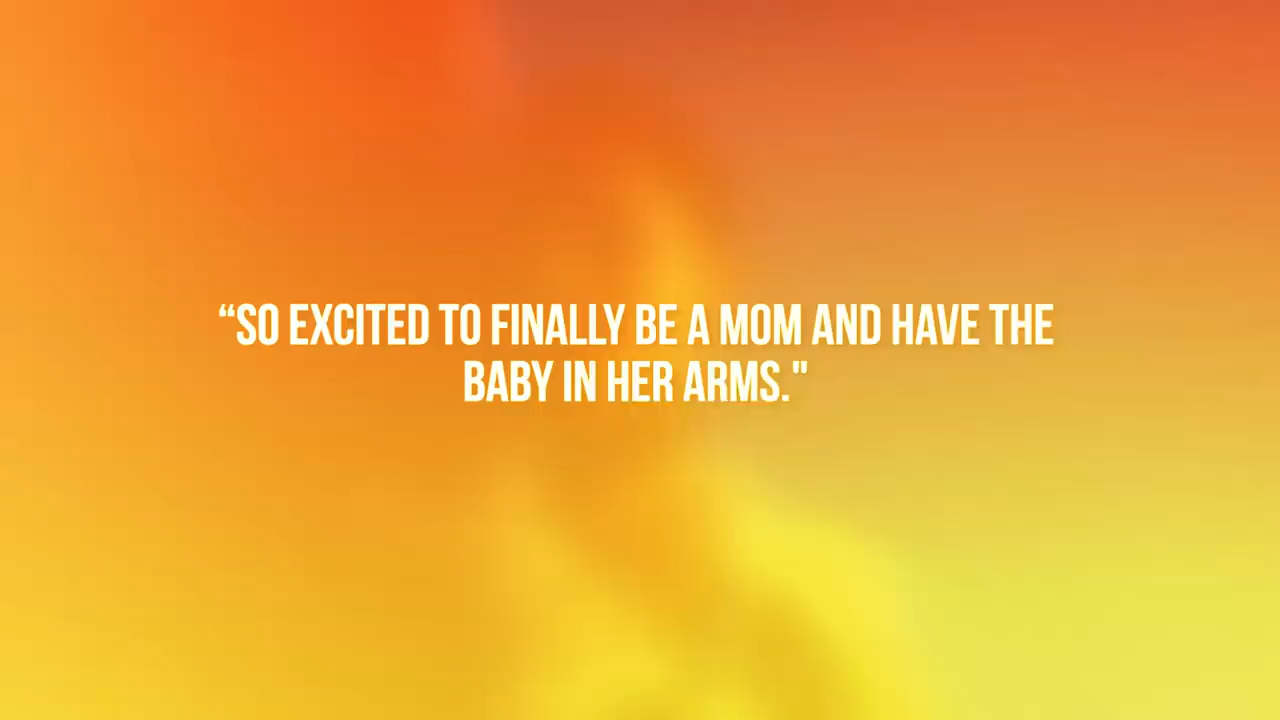 “SO EXCITED TO FINALLY BE A MOM AND HAVE THE
BABY IN HER ARMS."